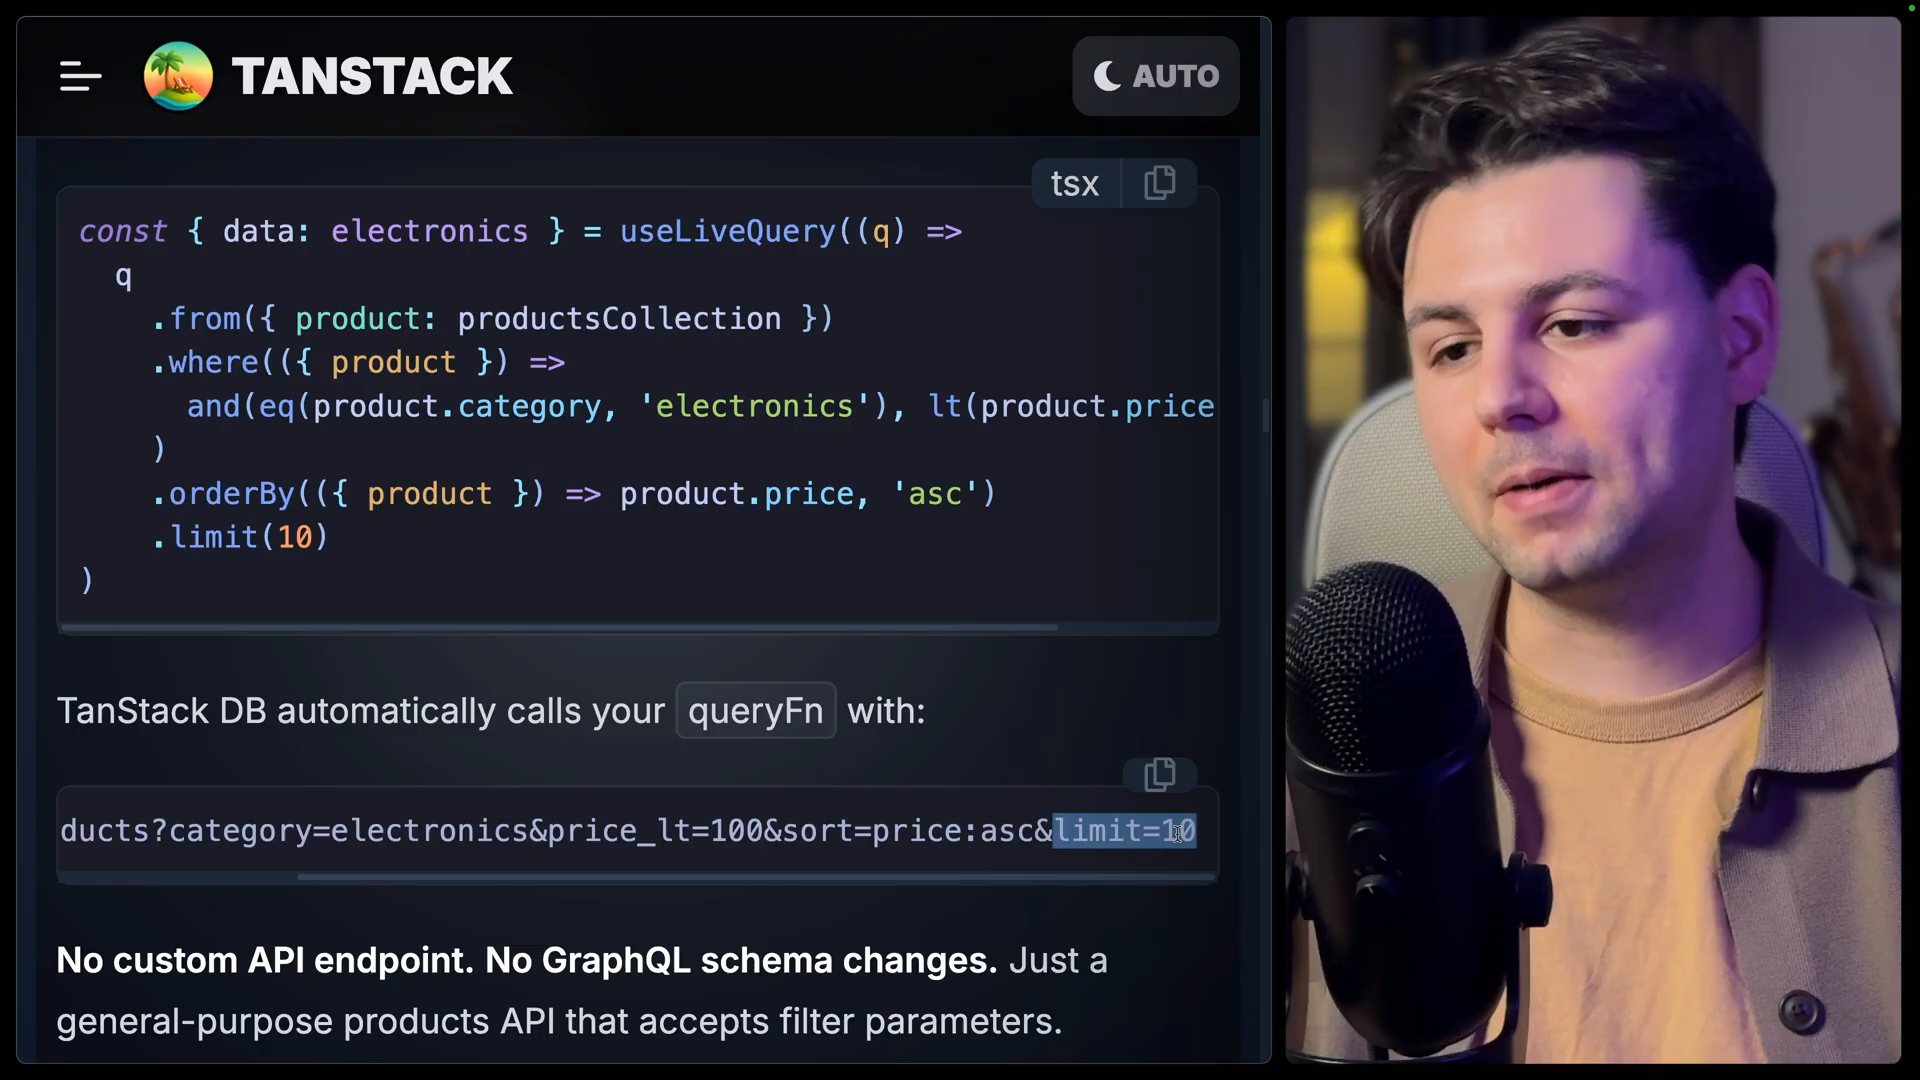 TANSTACK
AUTO
tsx
const { data: electronics } = useLiveQuery((q) =>
q
.from({ product: productsCollection })
.where(({ product }) =>
and(eq(product.category, 'electronics'), lt(product.price
)
.orderBy(({ product }) => product.price, 'asc')
.limit(10)
)
TanStack DB automatically calls your queryFn with:
ducts?category=electronics&price_lt=100&sort=price:asc&limit=10
No custom API endpoint. No GraphQL schema changes. Just a
general-purpose products API that accepts filter parameters.